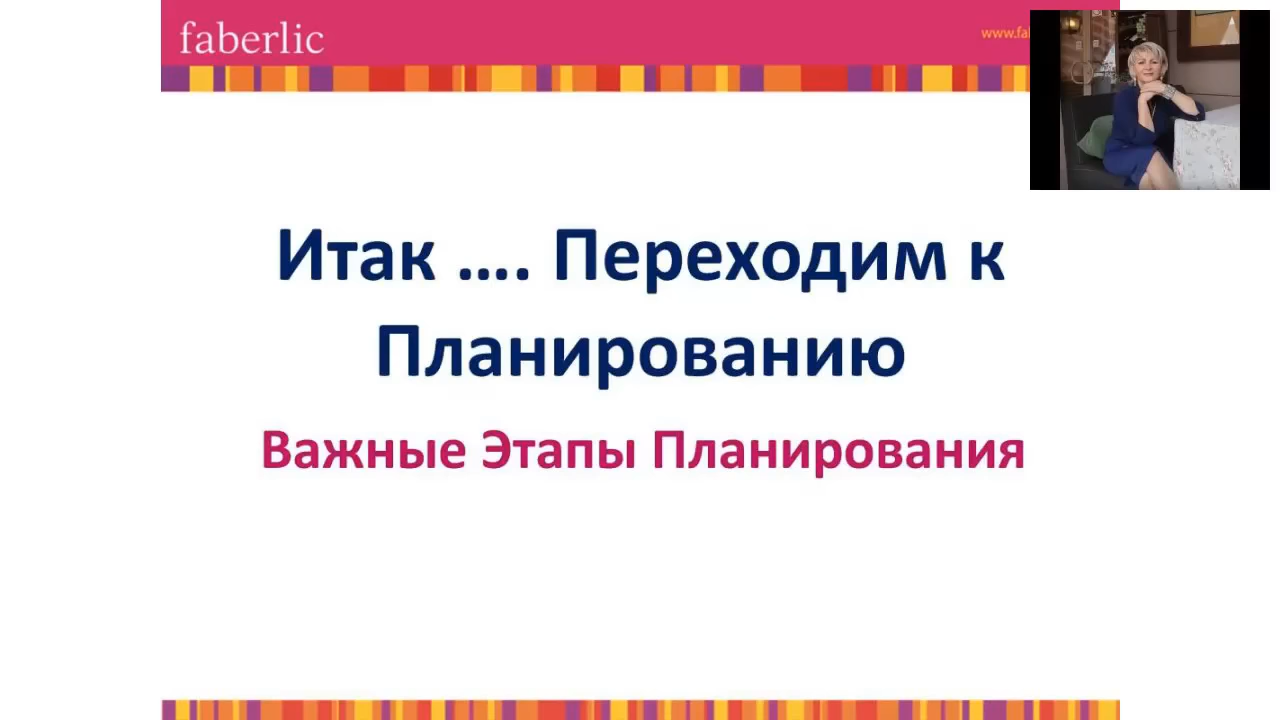 faberlic
www.fa
Итак …. Переходим к
Планированию
Важные Этапы Планирования